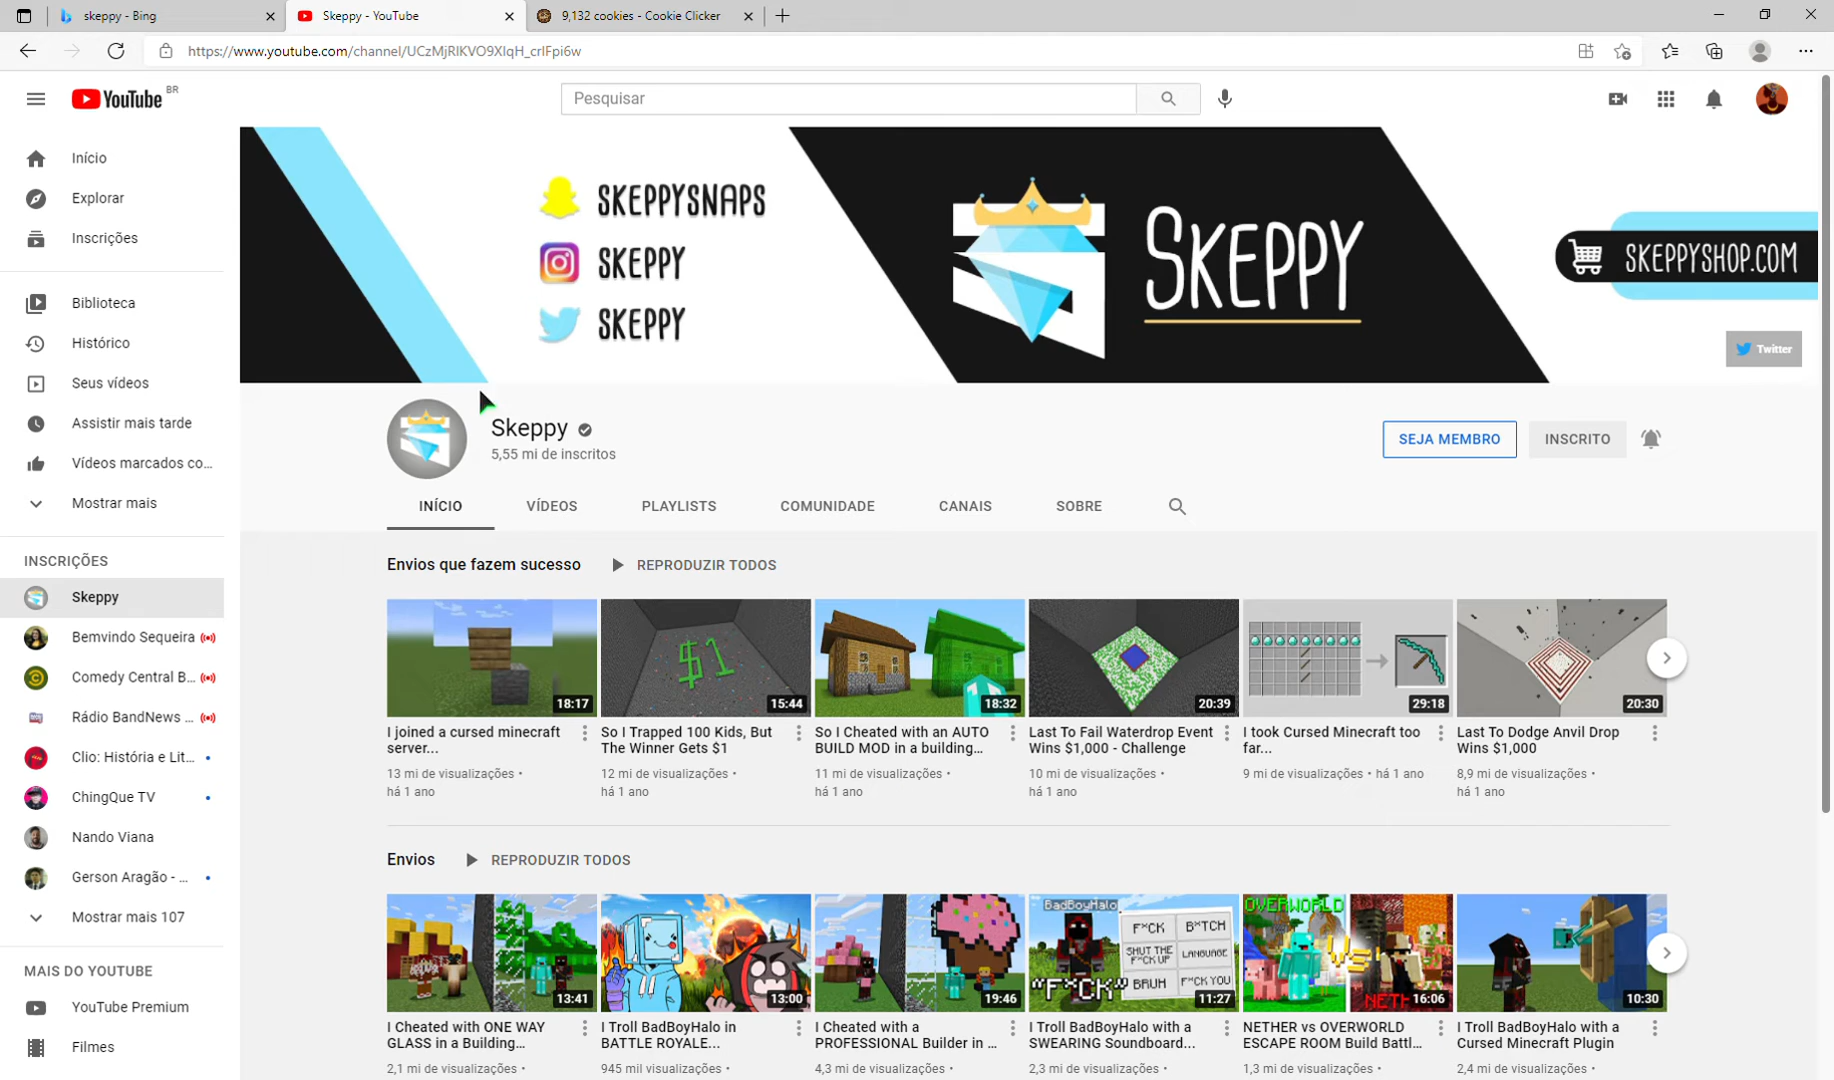 skeppy - Bing
Skeppy - YouTube
9,132 cookies - Cookie Clicker
https://www.youtube.com/channel/UCzMjRlKVO9XIqH_crIFpi6w
YouTube BR
Pesquisar
Início
Explorar
Inscrições
Biblioteca
Histórico
Seus vídeos
Assistir mais tarde
Vídeos marcados co...
Mostrar mais
INSCRIÇÕES
Skeppy
Bemvindo Sequeira
Comedy Central B...
Rádio BandNews ...
Clio: História e Lit...
ChingQue TV
Nando Viana
Gerson Aragão - ...
Mostrar mais 107
MAIS DO YOUTUBE
YouTube Premium
Filmes
SKEPPYSNAPS
SKEPPY
SKEPPY
SKEPPY
SKEPPYSHOP.COM
Twitter
Skeppy
5,55 mi de inscritos
SEJA MEMBRO
INSCRITO
INÍCIO
VÍDEOS
PLAYLISTS
COMUNIDADE
CANAIS
SOBRE
Envios que fazem sucesso
REPRODUZIR TODOS
18:17
I joined a cursed minecraft
server...
13 mi de visualizações •
há 1 ano
$1
15:44
So I Trapped 100 Kids, But
The Winner Gets $1
12 mi de visualizações •
há 1 ano
18:32
So I Cheated with an AUTO
BUILD MOD in a building...
11 mi de visualizações •
há 1 ano
20:39
Last To Fail Waterdrop Event
Wins $1,000 - Challenge
10 mi de visualizações •
há 1 ano
29:18
I took Cursed Minecraft too
far...
9 mi de visualizações • há 1 ano
20:30
Last To Dodge Anvil Drop
Wins $1,000
8,9 mi de visualizações •
há 1 ano
Envios
REPRODUZIR TODOS
13:41
I Cheated with ONE WAY
GLASS in a Building...
2,1 mi de visualizações •
13:00
I Troll BadBoyHalo in
BATTLE ROYALE...
945 mil visualizações •
19:46
I Cheated with a
PROFESSIONAL Builder in ...
4,3 mi de visualizações •
BadBoyHalo
F*CK
B*TCH
SHUT THE
F*CK UP
LANGUAGE
BRUH
F*CK YOU
"F*CK"
11:27
I Troll BadBoyHalo with a
SWEARING Soundboard...
2,3 mi de visualizações •
OVERWORLD
VS
NETH
16:06
NETHER vs OVERWORLD
ESCAPE ROOM Build Battl...
1,3 mi de visualizações •
10:30
I Troll BadBoyHalo with a
Cursed Minecraft Plugin
2,4 mi de visualizações •